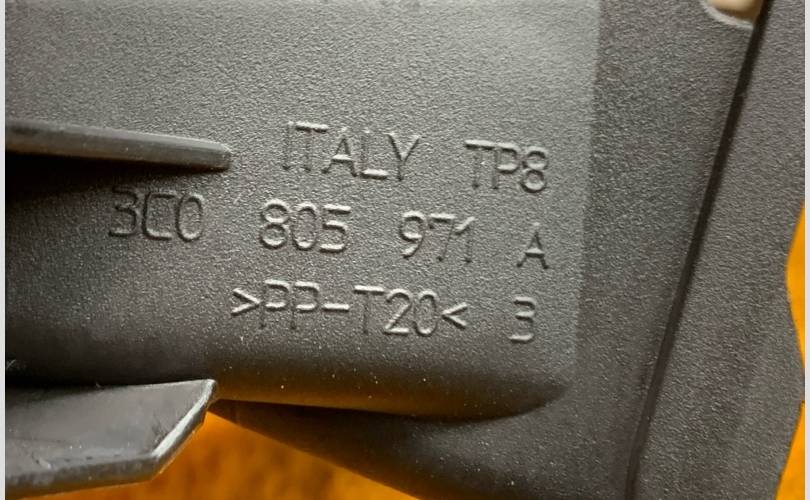 ITALY TP8
3C0 805 971 A
>PP-T20< 3